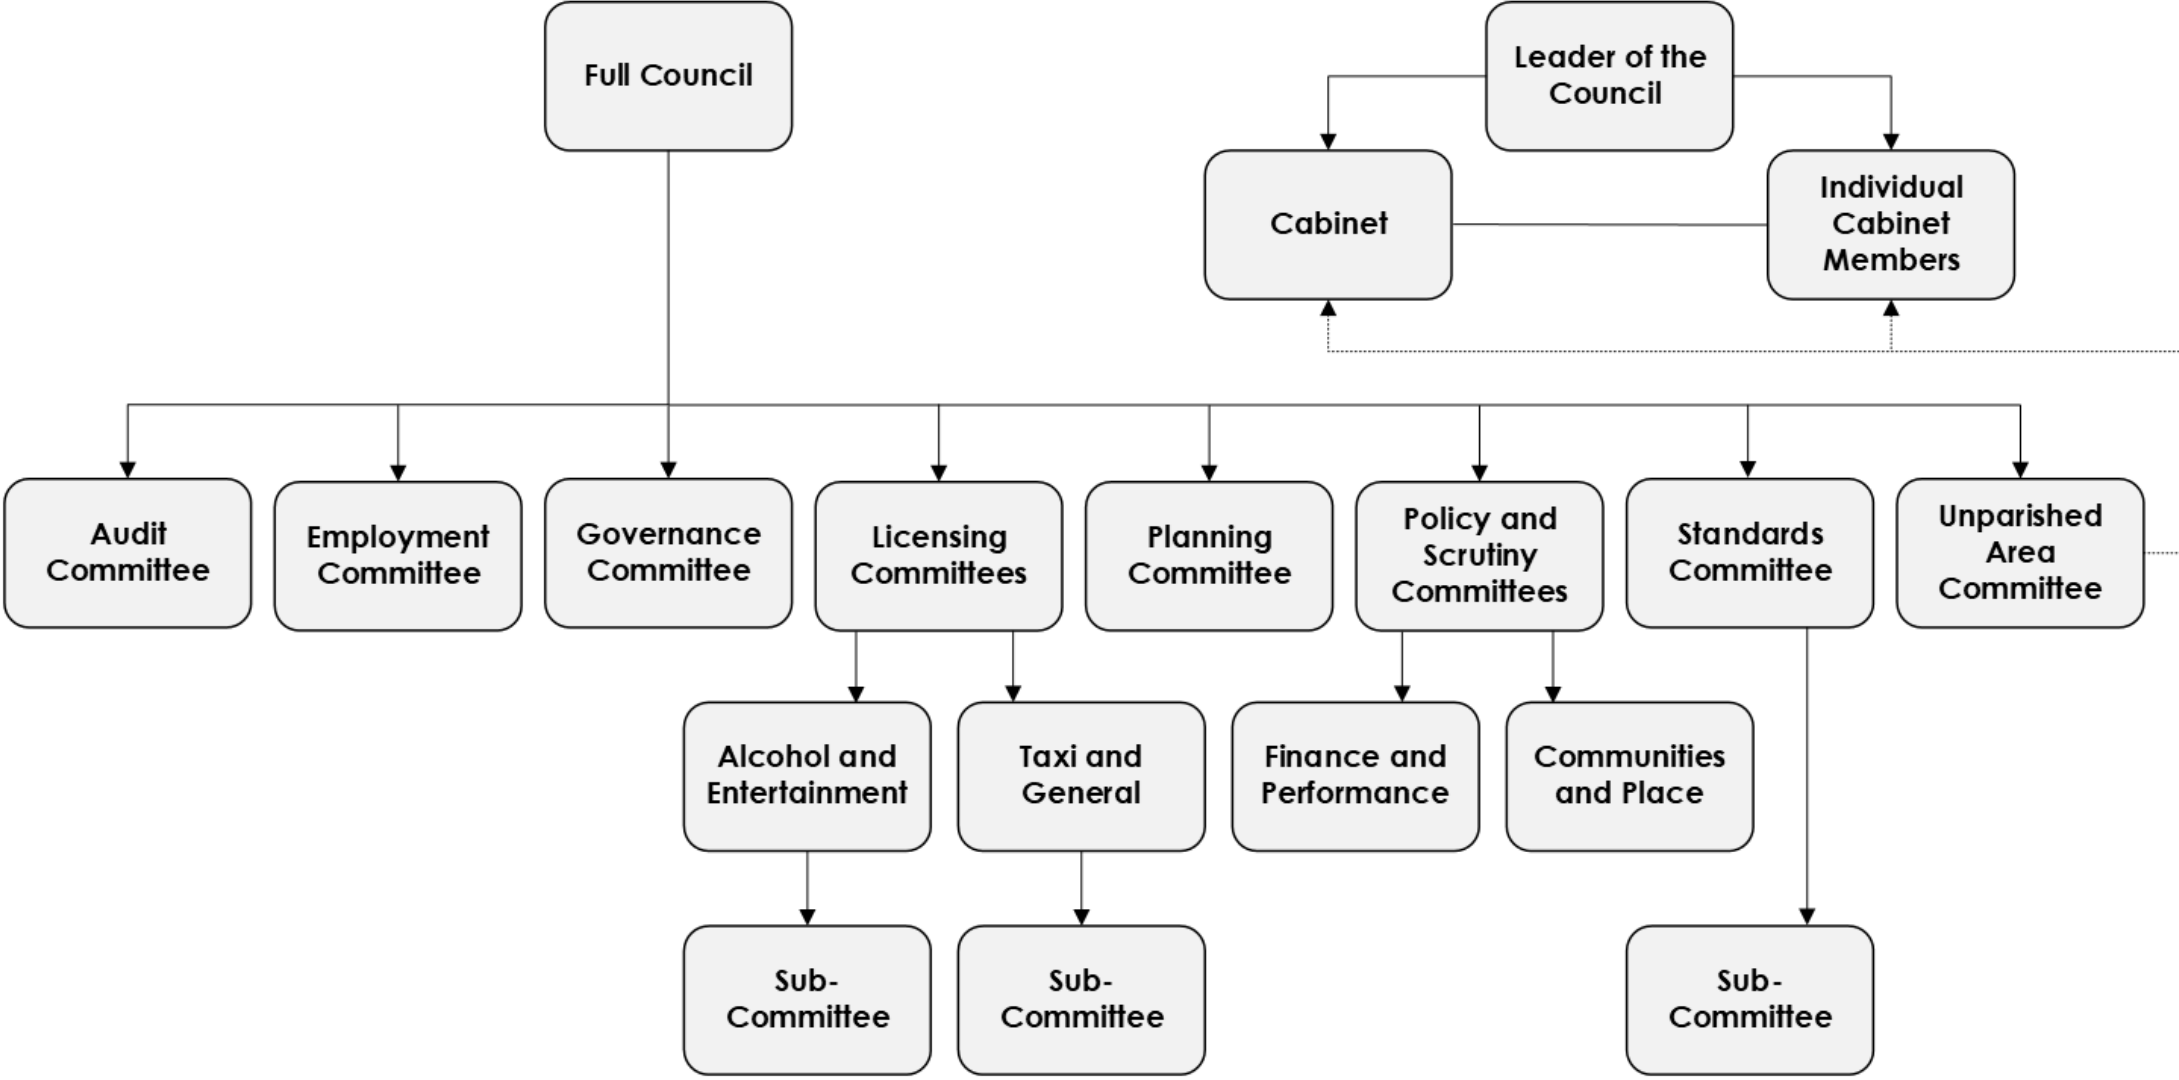 Full Council
Leader of the
Council
Cabinet
Individual
Cabinet
Members
Audit
Committee
Employment
Committee
Governance
Committee
Licensing
Committees
Planning
Committee
Policy and
Scrutiny
Committees
Standards
Committee
Unparished
Area
Committee
Alcohol and
Entertainment
Taxi and
General
Finance and
Performance
Communities
and Place
Sub-
Committee
Sub-
Committee
Sub-
Committee